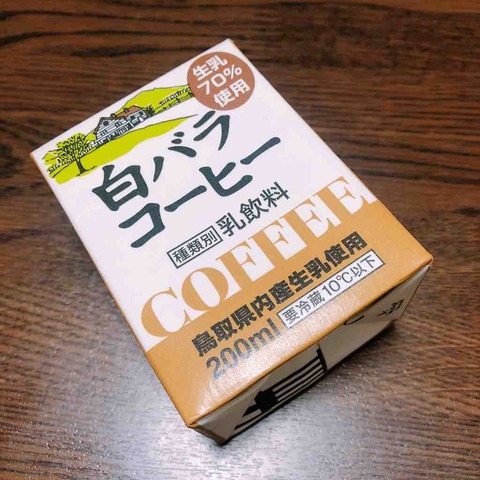 生乳
70%
使用
白バラ
コーヒー
種類別 乳飲料
COFFEE
鳥取県内産生乳使用
200ml 要冷蔵10℃以下